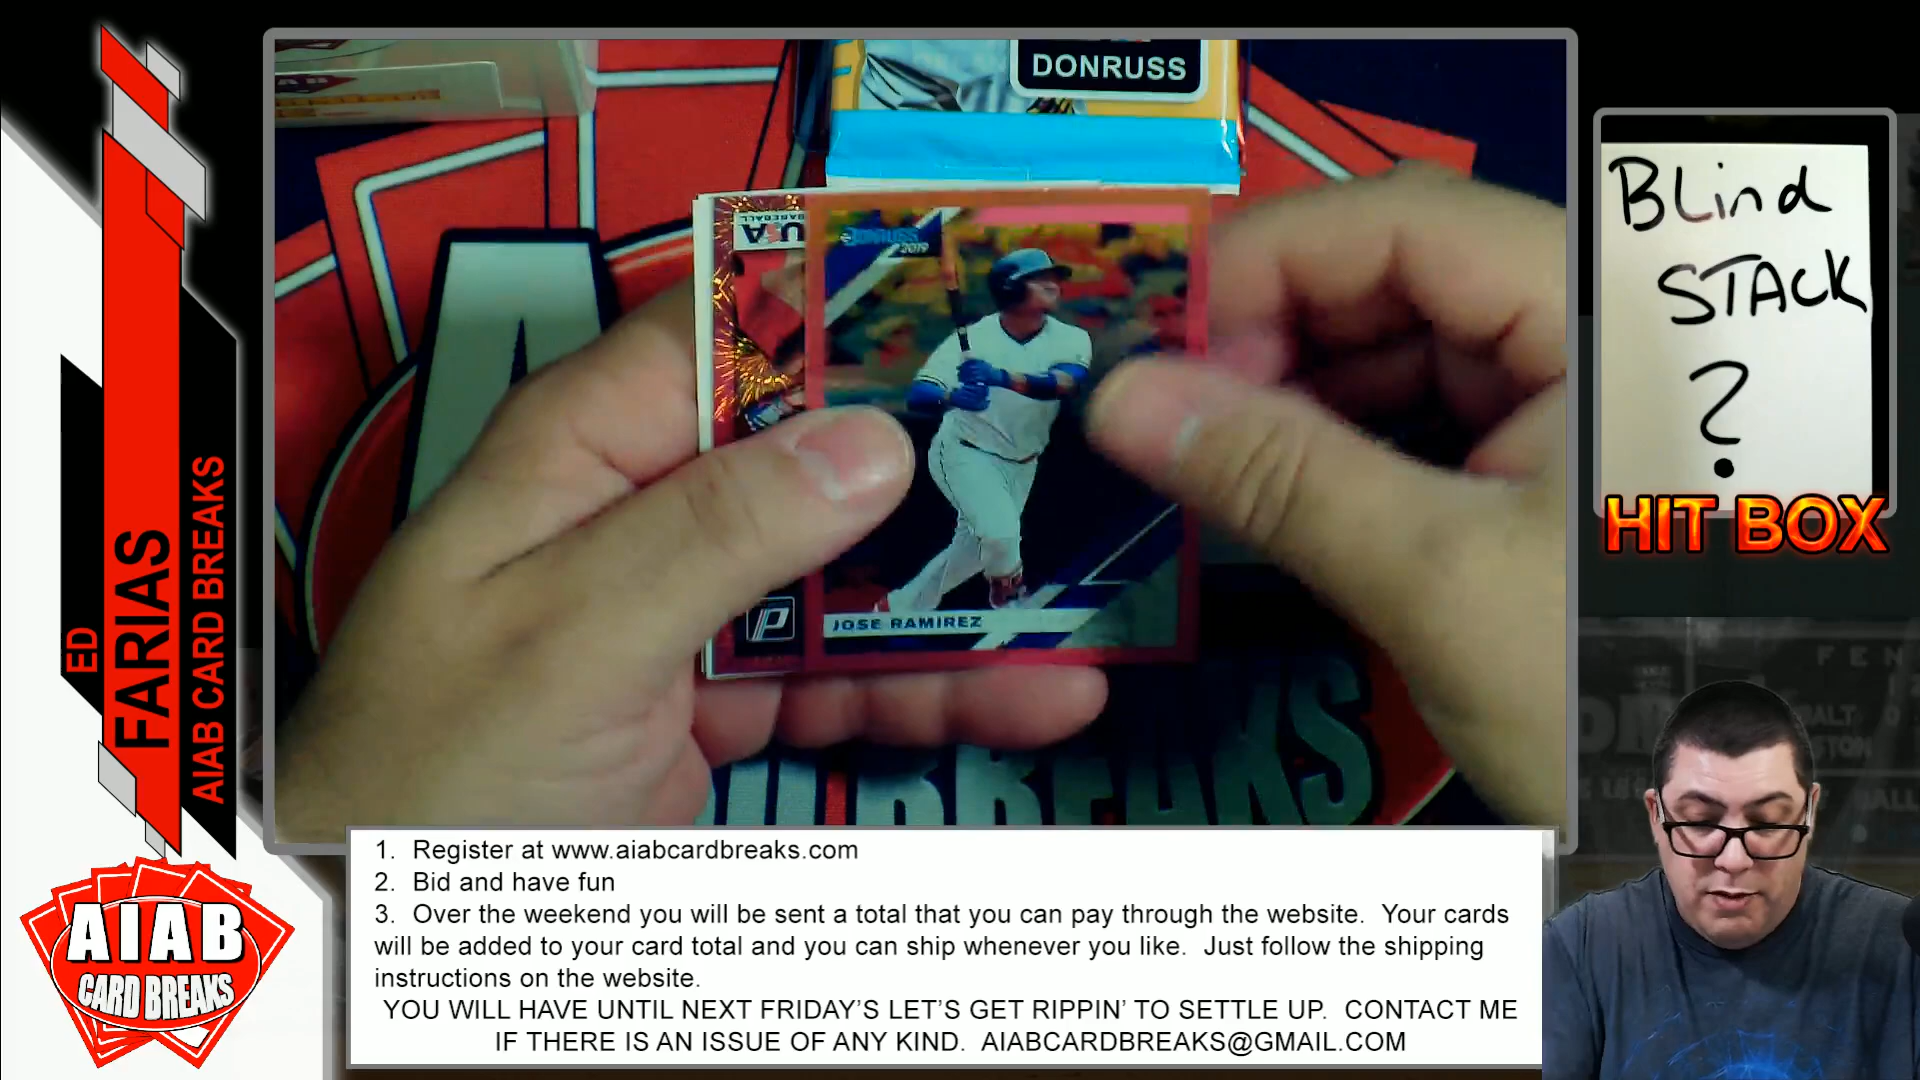 ED
FARIAS
AIAB CARD BREAKS
AIAB
CARD BREAKS
DONRUSS
USA
BASEBALL
DONRUSS
2019
JOSE RAMIREZ
BREAKS
BLind
STACK
?
HIT BOX
1. Register at www.aiabcardbreaks.com
2. Bid and have fun
3. Over the weekend you will be sent a total that you can pay through the website. Your cards
will be added to your card total and you can ship whenever you like. Just follow the shipping
instructions on the website.
YOU WILL HAVE UNTIL NEXT FRIDAY'S LET'S GET RIPPIN' TO SETTLE UP. CONTACT ME
IF THERE IS AN ISSUE OF ANY KIND. AIABCARDBREAKS@GMAIL.COM